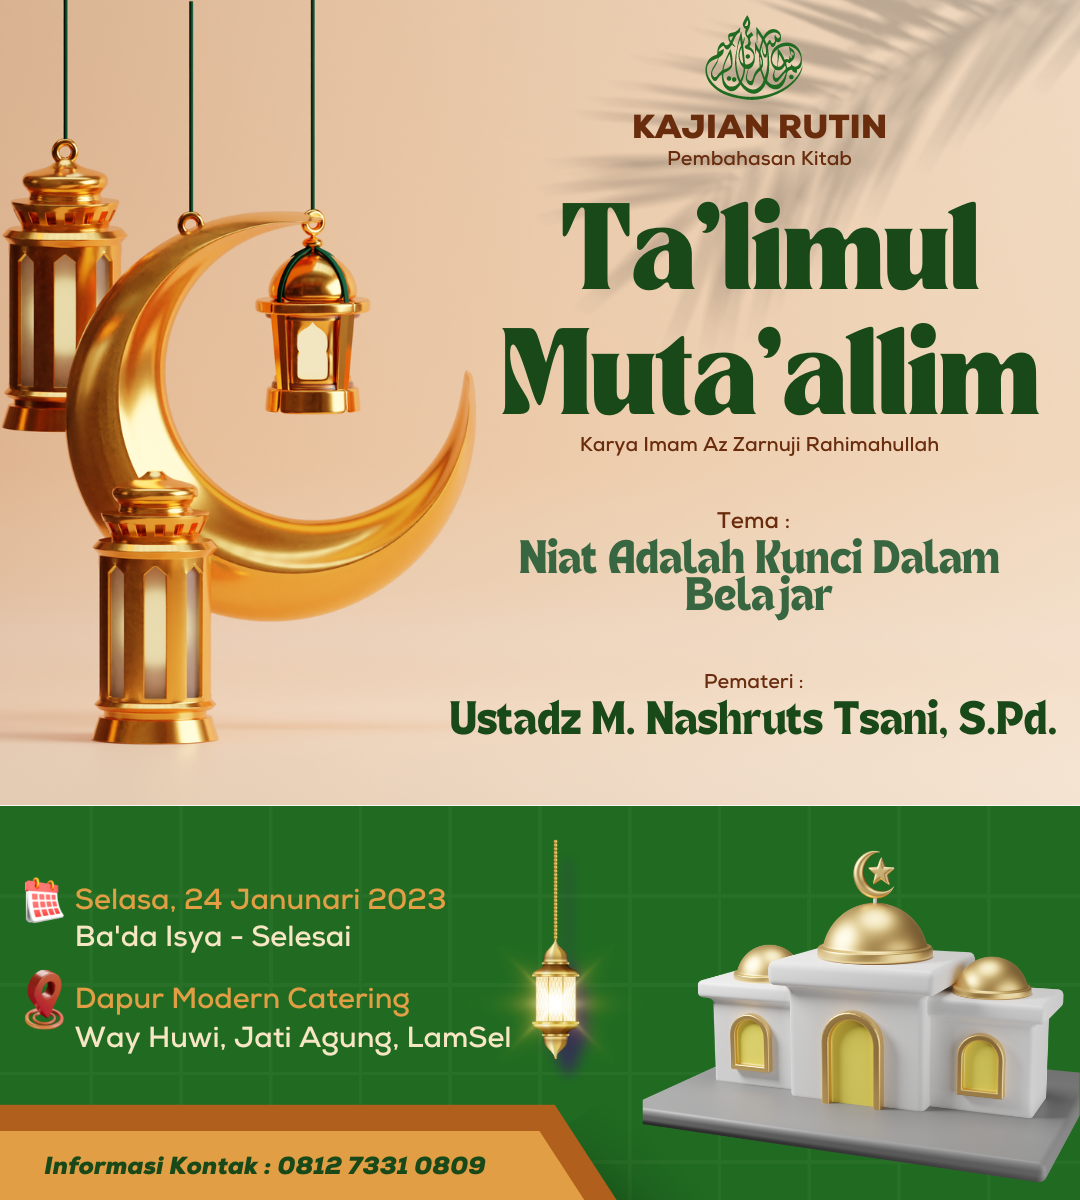 KAJIAN RUTIN
Pembahasan Kitab
Ta'limul
Muta'allim
Karya Imam Az Zarnuji Rahimahullah
Tema :
Niat Adalah Kunci Dalam
Belajar
Pemateri :
Ustadz M. Nashruts Tsani, S.Pd.
Selasa, 24 Janunari 2023
Ba'da Isya - Selesai
Dapur Modern Catering
Way Huwi, Jati Agung, LamSel
Informasi Kontak : 0812 7331 0809